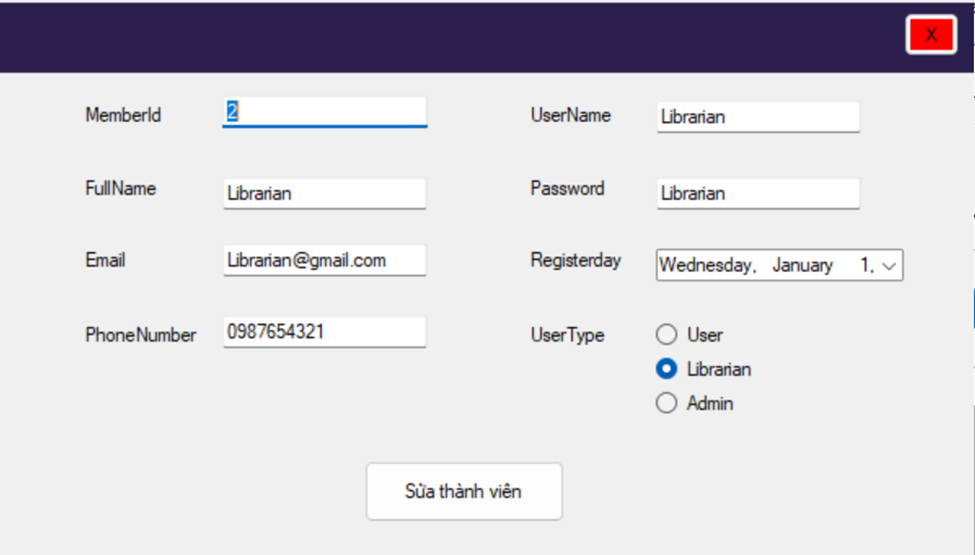 X
MemberId 2 UserName Librarian
FullName Librarian Password Librarian
Email Librarian@gmail.com Registerday Wednesday, January 1,
PhoneNumber 0987654321 UserType User
Librarian
Admin
Sửa thành viên